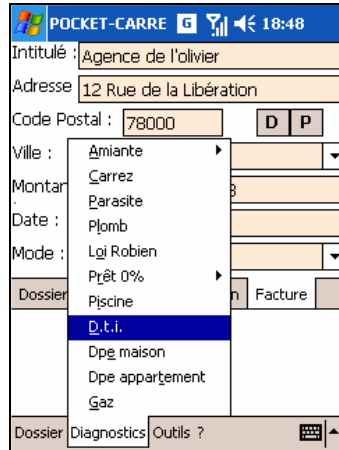 POCKET-CARRE G 18:48
Intitulé : Agence de l'olivier
Adresse 12 Rue de la Libération
Code Postal : 78000 D P
Ville :
Montan 3
Date :
Mode :
Dossier n Facture
Amiante
Carrez
Parasite
Plomb
Loi Robien
Prêt 0%
Piscine
D.t.i.
Dpe maison
Dpe appartement
Gaz
Dossier Diagnostics Outils ?